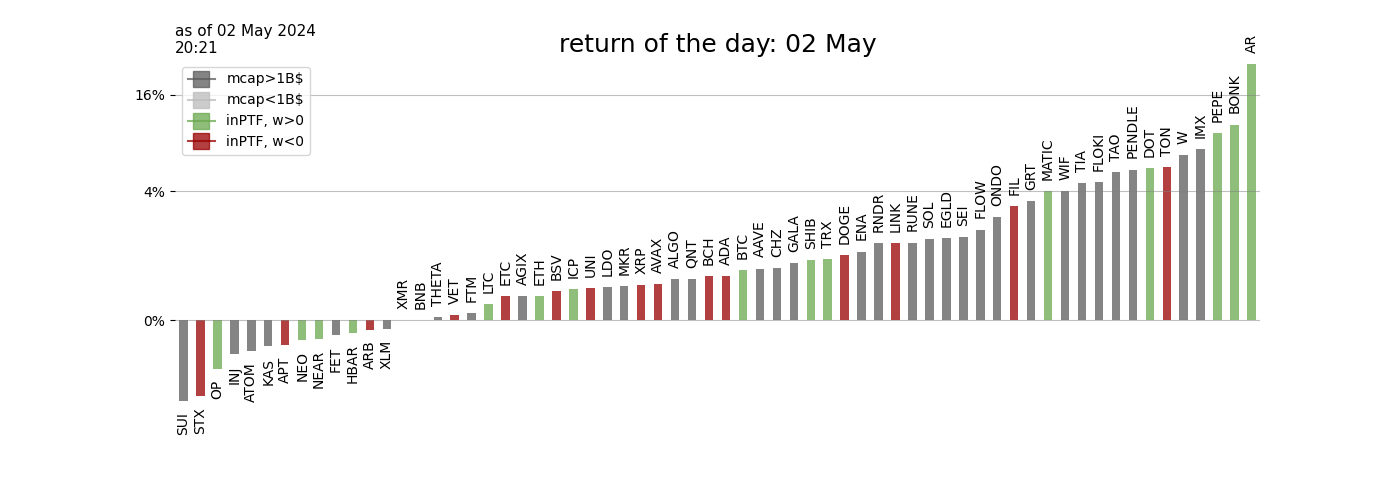 as of 02 May 2024
20:21
return of the day: 02 May
mcap>1B$
mcap<1B$
inPTF, w>0
inPTF, w<0
16%
4%
0%
SUI
STX
OP
INJ
ATOM
KAS
APT
NEO
NEAR
FET
HBAR
ARB
XLM
XMR
BNB
THETA
VET
FTM
LTC
ETC
AGIX
ETH
BSV
ICP
UNI
LDO
MKR
XRP
AVAX
ALGO
QNT
BCH
ADA
BTC
AAVE
CHZ
GALA
SHIB
TRX
DOGE
ENA
RNDR
LINK
RUNE
SOL
EGLD
SEI
FLOW
ONDO
FIL
GRT
MATIC
WIF
TIA
FLOKI
TAO
PENDLE
DOT
TON
W
IMX
PEPE
BONK
AR